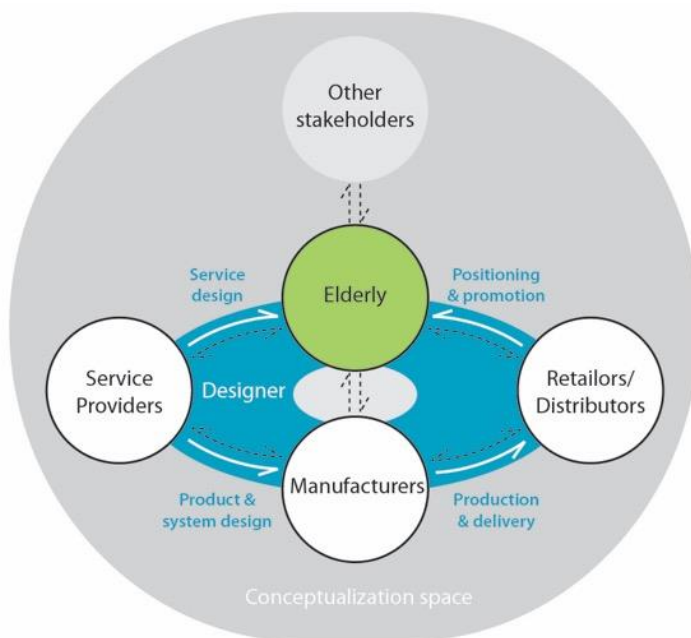 Other
stakeholders
Service
design
Positioning
& promotion
Elderly
Service
Providers
Designer
Retailors/
Distributors
Manufacturers
Product &
system design
Production
& delivery
Conceptualization space